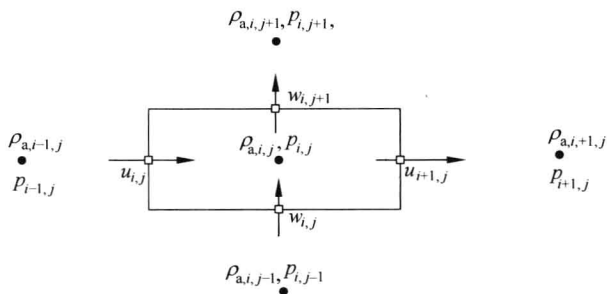 ρa,i,j+1, pi,j+1,
wi,j+1
ρa,i−1,j
pi−1,j
ui,j
ρa,i,j, pi,j
ui+1,j
ρa,i,+1,j
pi+1,j
wi,j
ρa,i,j−1, pi,j−1